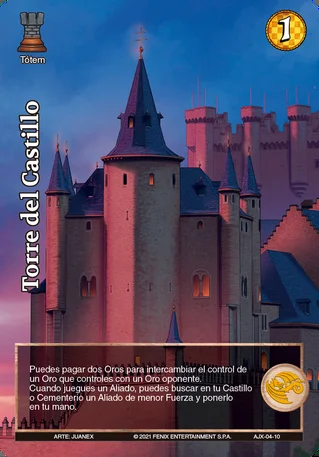 1
Tótem
Torre del Castillo
Puedes pagar dos Oros para intercambiar el control de
un Oro que controles con un Oro oponente.
Cuando juegues un Aliado, puedes buscar en tu Castillo
o Cementerio un Aliado de menor Fuerza y ponerlo
en tu mano.
ARTE: JUANEX
© 2021 FENIX ENTERTAINMENT S.P.A.
AJX-04-10